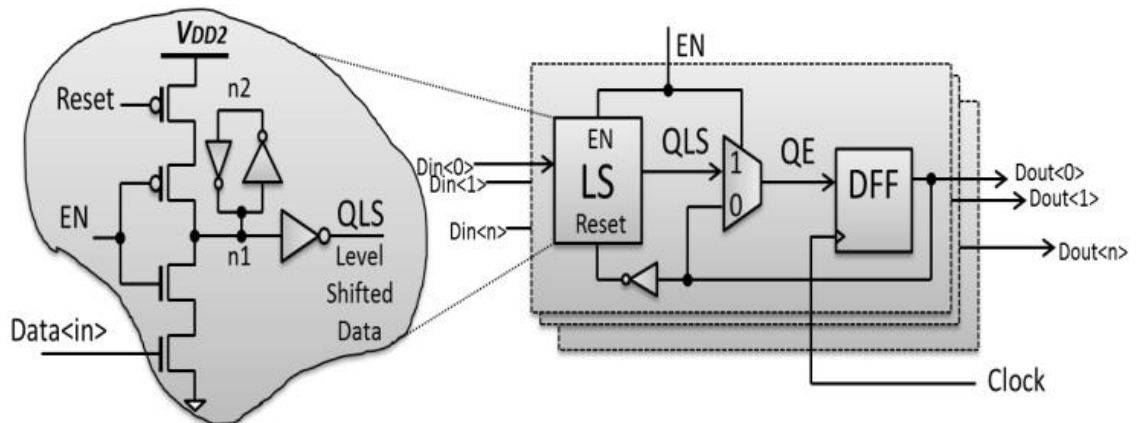 VDD2
Reset
n2
EN
QLS
n1
Level
Shifted
Data
Data<in>
EN
Din<0>
Din<1>
Din<n>
EN
LS
Reset
QLS
1
0
QE
DFF
Dout<0>
Dout<1>
Dout<n>
Clock